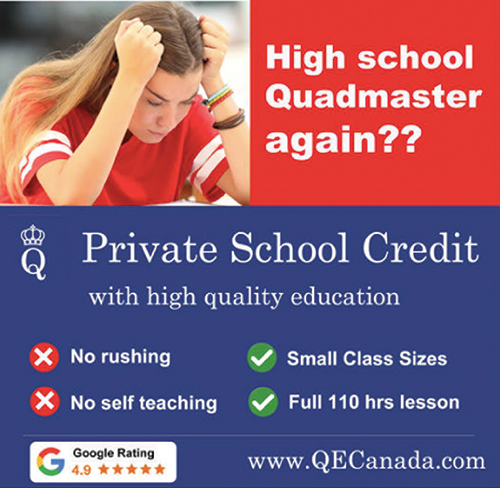 High school
Quadmaster
again??
Q
Private School Credit
with high quality education
No rushing
Small Class Sizes
No self teaching
Full 110 hrs lesson
G
Google Rating
4.9
www.QECanada.com